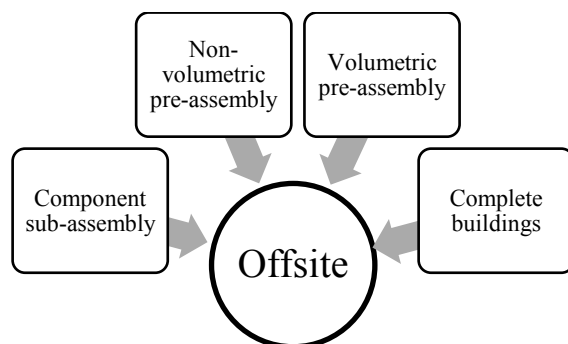 Non-
volumetric
pre-assembly
Volumetric
pre-assembly
Component
sub-assembly
Complete
buildings
Offsite